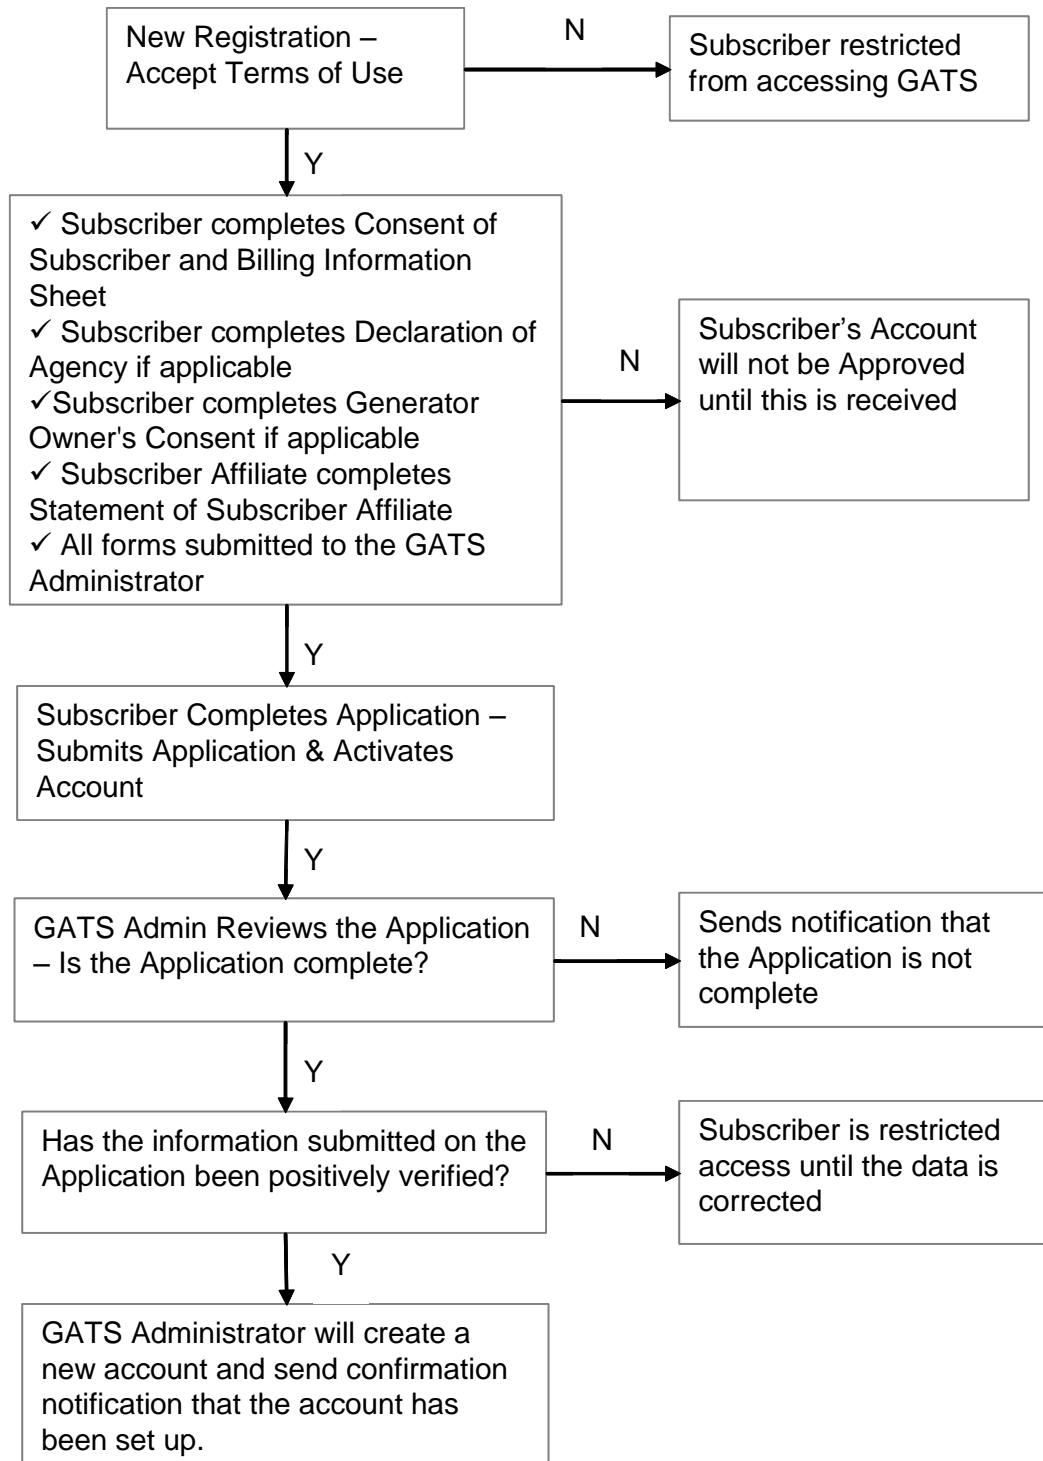 New Registration –
Accept Terms of Use
N
Subscriber restricted
from accessing GATS
Y
✓ Subscriber completes Consent of
Subscriber and Billing Information
Sheet
✓ Subscriber completes Declaration of
Agency if applicable
✓Subscriber completes Generator
Owner's Consent if applicable
✓ Subscriber Affiliate completes
Statement of Subscriber Affiliate
✓ All forms submitted to the GATS
Administrator
N
Subscriber’s Account
will not be Approved
until this is received
Y
Subscriber Completes Application –
Submits Application & Activates
Account
Y
GATS Admin Reviews the Application
– Is the Application complete?
N
Sends notification that
the Application is not
complete
Y
Has the information submitted on the
Application been positively verified?
N
Subscriber is restricted
access until the data is
corrected
Y
GATS Administrator will create a
new account and send confirmation
notification that the account has
been set up.